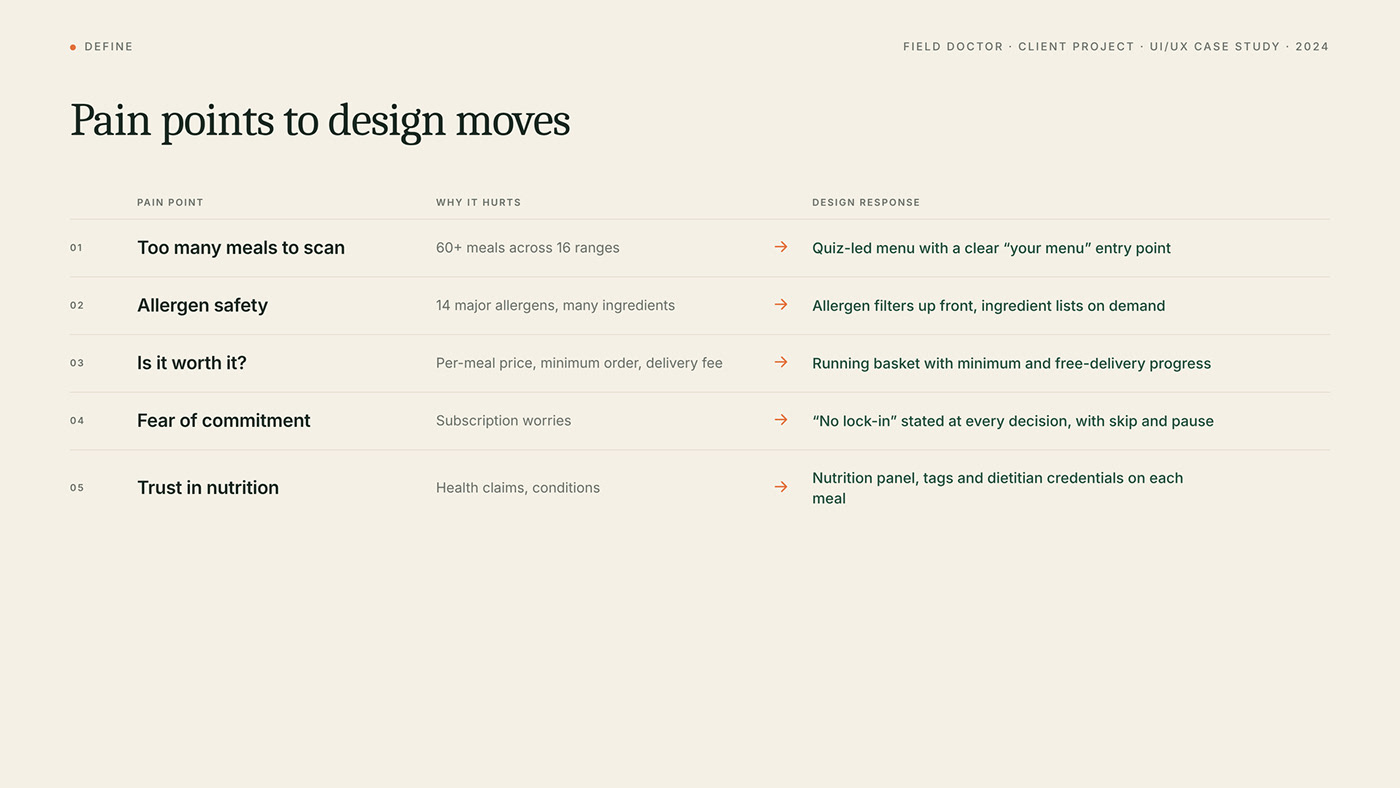 DEFINE
FIELD DOCTOR · CLIENT PROJECT · UI/UX CASE STUDY · 2024
Pain points to design moves
PAIN POINT WHY IT HURTS DESIGN RESPONSE
01 Too many meals to scan 60+ meals across 16 ranges → Quiz-led menu with a clear “your menu” entry point
02 Allergen safety 14 major allergens, many ingredients → Allergen filters up front, ingredient lists on demand
03 Is it worth it? Per-meal price, minimum order, delivery fee → Running basket with minimum and free-delivery progress
04 Fear of commitment Subscription worries → “No lock-in” stated at every decision, with skip and pause
05 Trust in nutrition Health claims, conditions → Nutrition panel, tags and dietitian credentials on each
meal